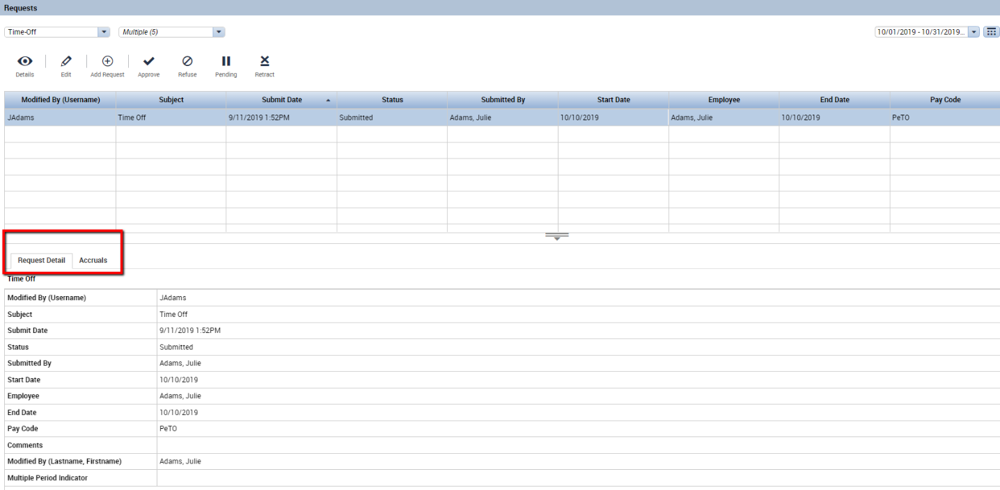 Requests
Time-Off Multiple (5) 10/01/2019 - 10/31/2019...
Details Edit Add Request Approve Refuse Pending Retract
Modified By (Username) Subject Submit Date Status Submitted By Start Date Employee End Date Pay Code
JAdams Time Off 9/11/2019 1:52PM Submitted Adams, Julie 10/10/2019 Adams, Julie 10/10/2019 PeTO
Request Detail Accruals
Time Off
Modified By (Username) JAdams
Subject Time Off
Submit Date 9/11/2019 1:52PM
Status Submitted
Submitted By Adams, Julie
Start Date 10/10/2019
Employee Adams, Julie
End Date 10/10/2019
Pay Code PeTO
Comments
Modified By (Lastname, Firstname) Adams, Julie
Multiple Period Indicator